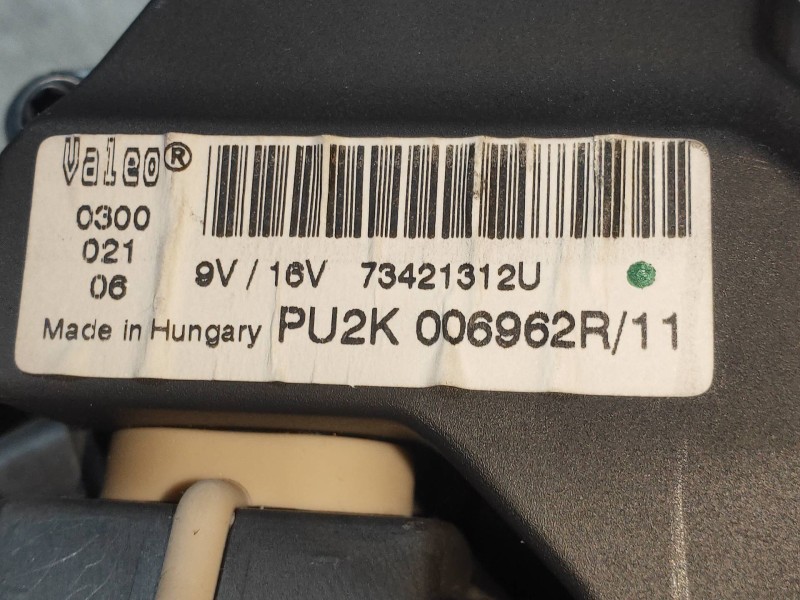 Valeo®
0300
021
06
9V / 16V 73421312U
Made in Hungary PU2K 006962R/11